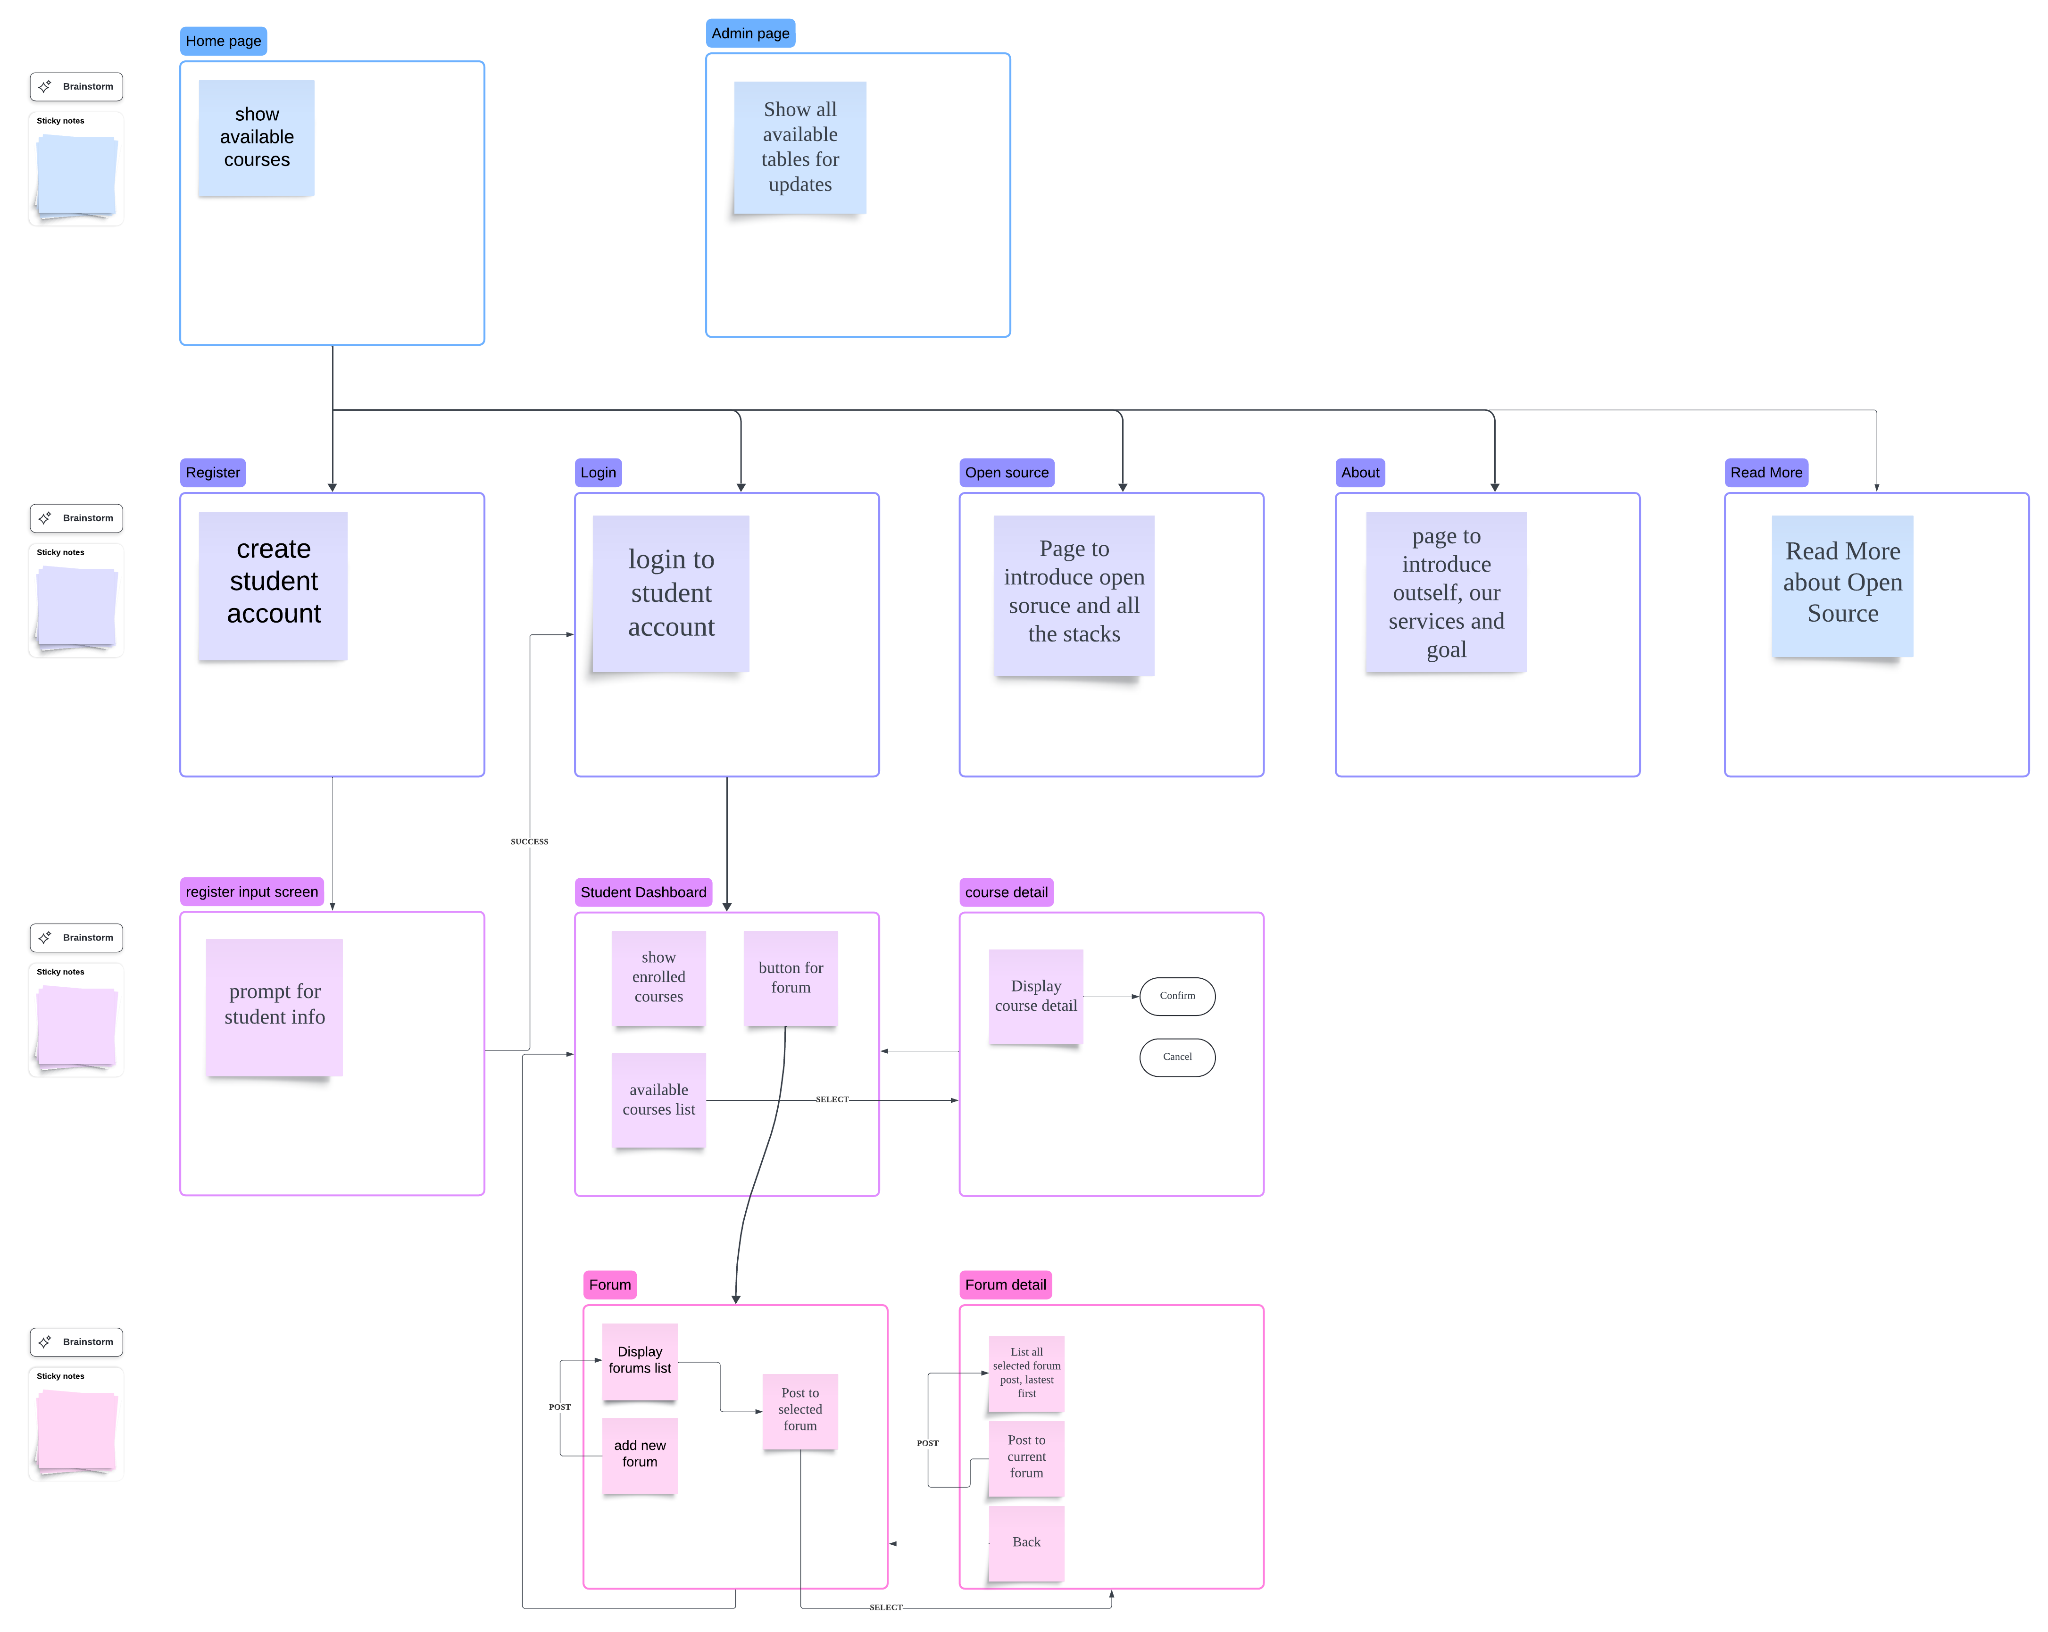 Home page
Admin page
Brainstorm
Sticky notes
show
available
courses
Show all
available
tables for
updates
Register
Login
Open source
About
Read More
Brainstorm
Sticky notes
create
student
account
login to
student
account
Page to
introduce open
soruce and all
the stacks
page to
introduce
outself, our
services and
goal
Read More
about Open
Source
SUCCESS
register input screen
Student Dashboard
course detail
Brainstorm
Sticky notes
prompt for
student info
show
enrolled
courses
button for
forum
available
courses list
SELECT
Display
course detail
Confirm
Cancel
Forum
Forum detail
Brainstorm
Sticky notes
Display
forums list
POST
add new
forum
Post to
selected
forum
SELECT
List all
selected forum
post, lastest
first
POST
Post to
current
forum
Back